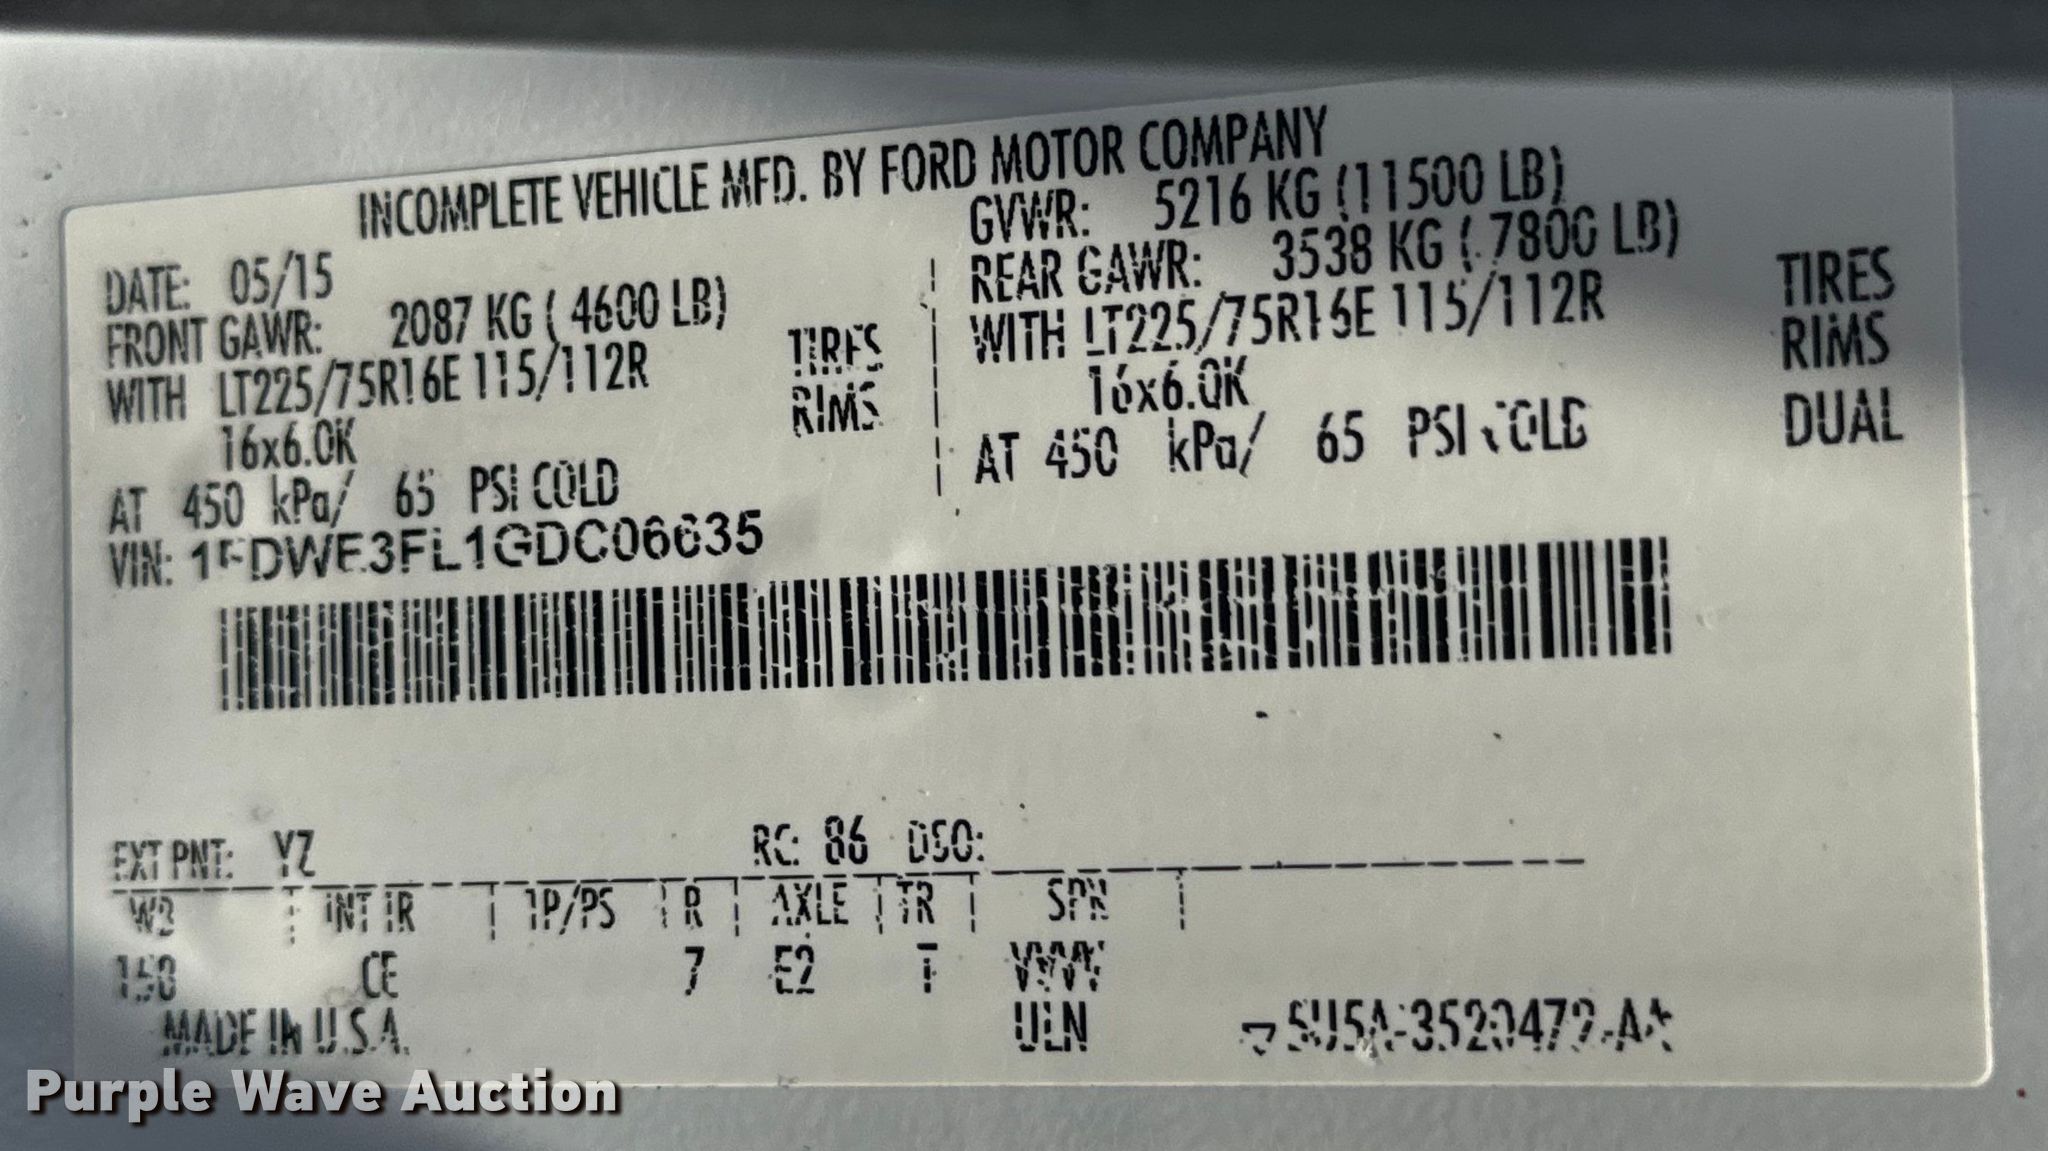 INCOMPLETE VEHICLE MFD. BY FORD MOTOR COMPANY
DATE: 05/15
GVWR: 5216 KG (11500 LB)
FRONT GAWR: 2087 KG ( 4600 LB)
REAR GAWR: 3538 KG ( 7800 LB)
WITH LT225/75R16E 115/112R TIRES
WITH LT225/75R16E 115/112R TIRES
16x6.0K RIMS
16x6.0K RIMS
AT 450 kPa/ 65 PSI COLD
AT 450 kPa/ 65 PSI COLD DUAL
VIN: 1FDWE3FL1GDC06635
EXT PNT: YZ RC: 86 DSO:
WB INT TR TP/PS R AXLE TR SPR
158 CE 7 E2 T
MADE IN U.S.A.
ULN
Purple Wave Auction